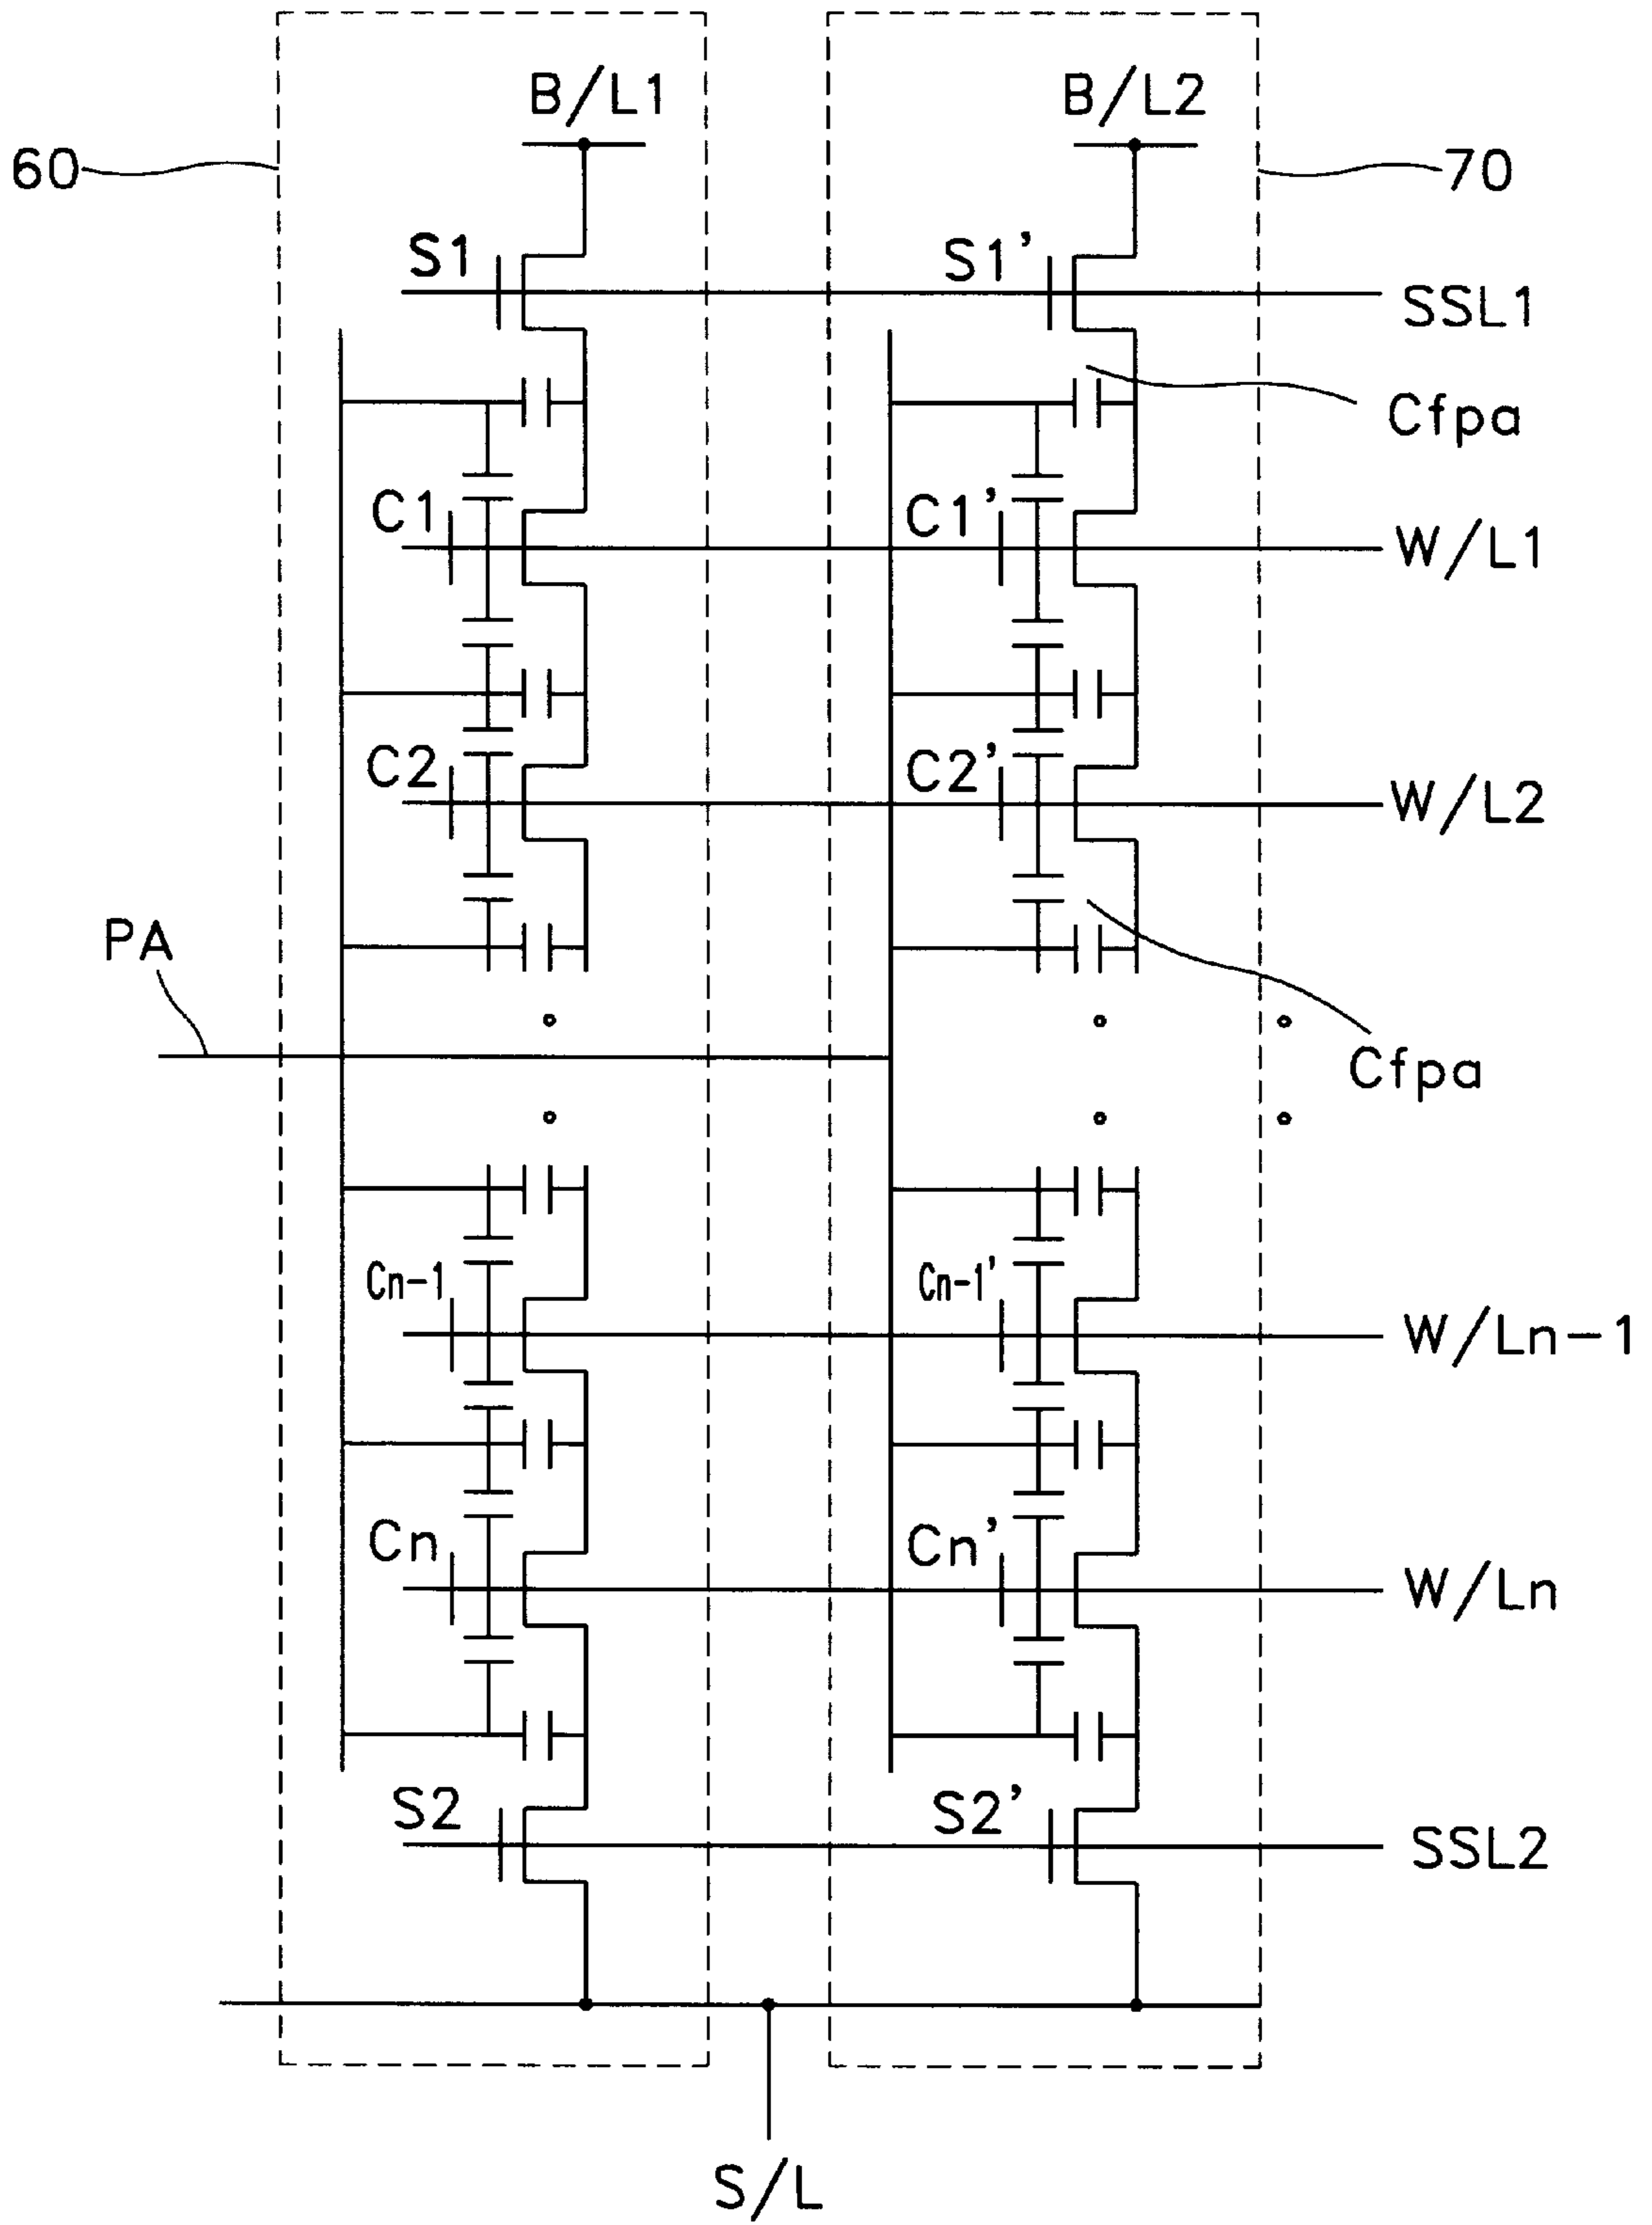 B/L1 B/L2
60 70
S1 S1' SSL1
Cfpa
C1 C1' W/L1
C2 C2' W/L2
PA
Cfpa
Cn-1 Cn-1' W/Ln-1
Cn Cn' W/Ln
S2 S2' SSL2
S/L